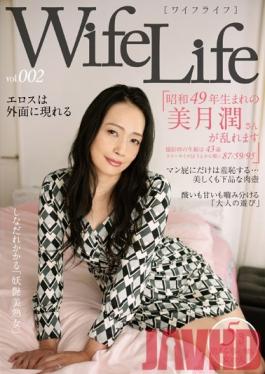 Wife Life
[ワイフライフ]
vol 002
エロスは
外面に現れる
「昭和49年生まれの
美月潤さん
が乱れます
撮影時の年齢は43歳
87・59・95」
マン屁にだけは羞恥する…
美しくも下品な肉壺
酸いも甘いも噛み分ける
「大人の遊び」
しなだれかかる「妖艶美熟女」
5
JAVHD